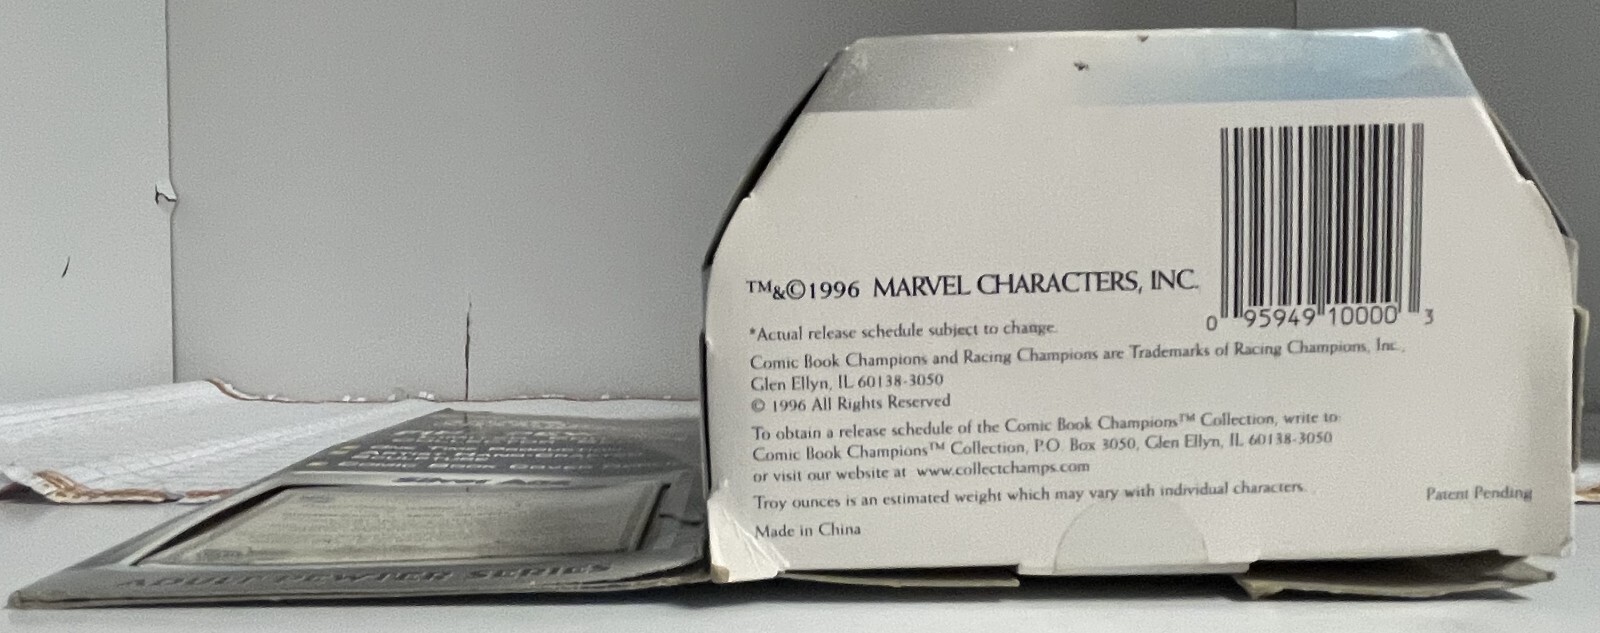 TM&©1996 MARVEL CHARACTERS, INC.
0 95949 10000 3
*Actual release schedule subject to change.
Comic Book Champions and Racing Champions are Trademarks of Racing Champions, Inc.,
Glen Ellyn, IL 60138-3050
© 1996 All Rights Reserved
To obtain a release schedule of the Comic Book Champions™ Collection, write to:
Comic Book Champions™ Collection, P.O. Box 3050, Glen Ellyn, IL 60138-3050
or visit our website at www.collectchamps.com
Troy ounces is an estimated weight which may vary with individual characters.
Patent Pending
Made in China
Comic Book Cover
Silver Age
ADULT PEWTER SERIES